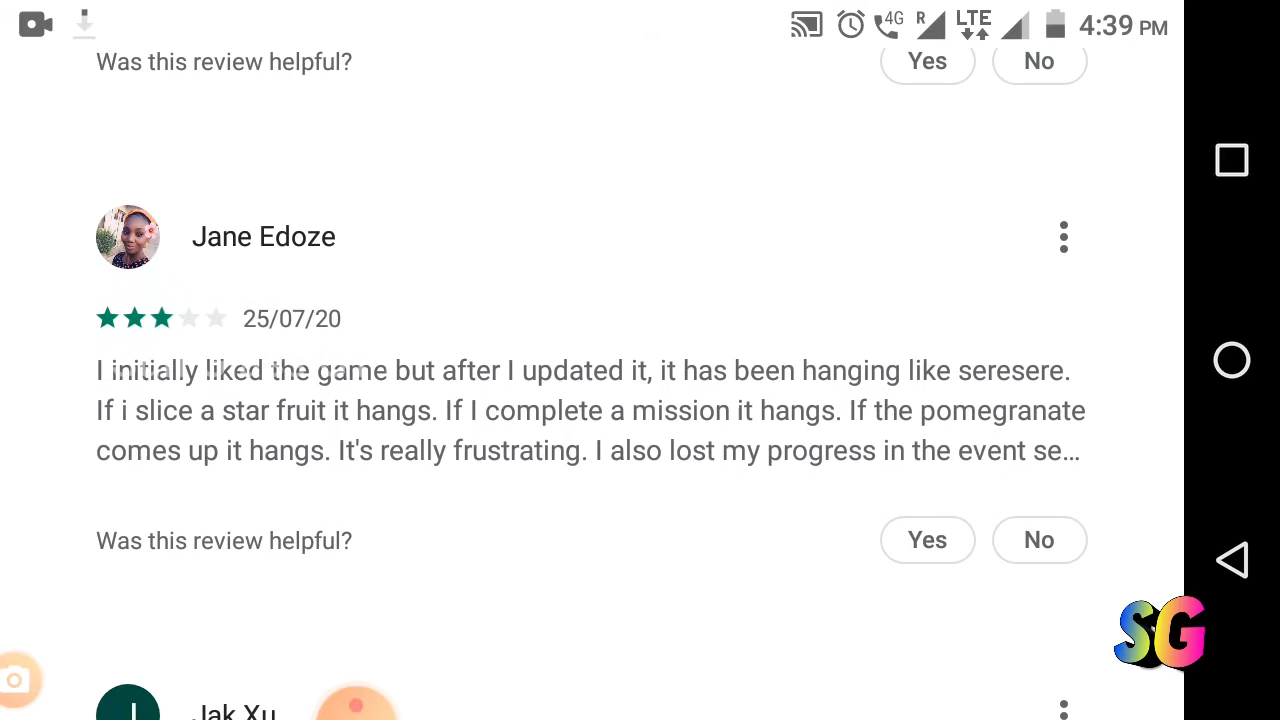 4G R LTE 4:39 PM
Was this review helpful? Yes No
Jane Edoze
25/07/20
I initially liked the game but after I updated it, it has been hanging like seresere.
If i slice a star fruit it hangs. If I complete a mission it hangs. If the pomegranate
comes up it hangs. It's really frustrating. I also lost my progress in the event se…
Was this review helpful? Yes No
SG
J Jak Xu